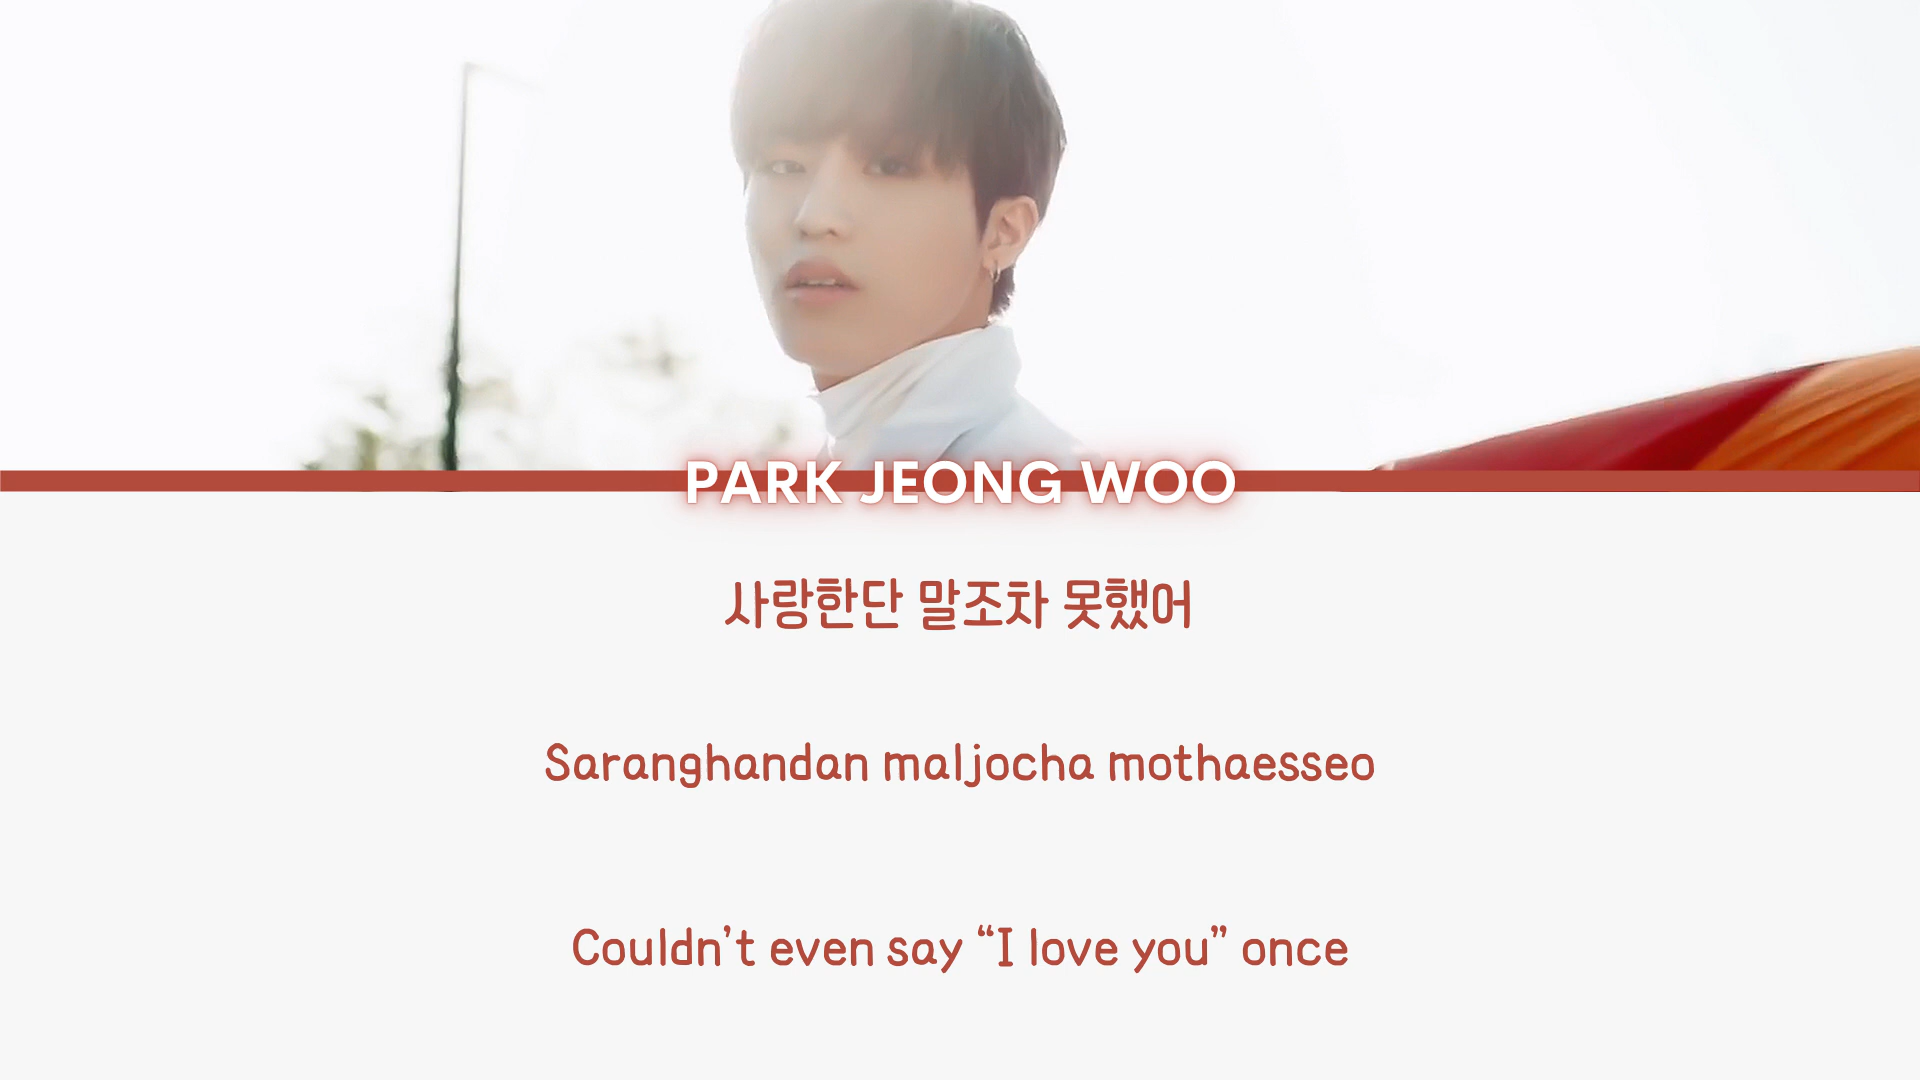 PARK JEONG WOO
사랑한단 말조차 못했어
Saranghandan maljocha mothaesseo
Couldn’t even say “I love you” once